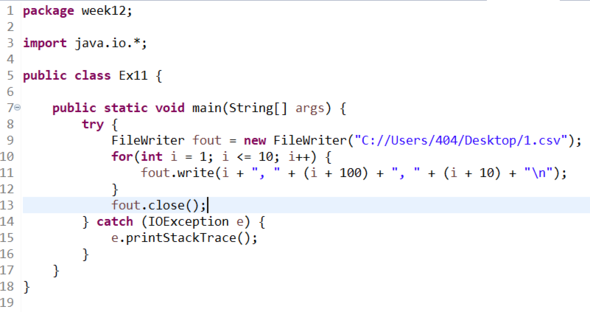 1 package week12;
2
3 import java.io.*;
4
5 public class Ex11 {
6
7 public static void main(String[] args) {
8 try {
9 FileWriter fout = new FileWriter("C://Users/404/Desktop/1.csv");
10 for(int i = 1; i <= 10; i++) {
11 fout.write(i + ", " + (i + 100) + ", " + (i + 10) + "\n");
12 }
13 fout.close();
14 } catch (IOException e) {
15 e.printStackTrace();
16 }
17 }
18 }
19